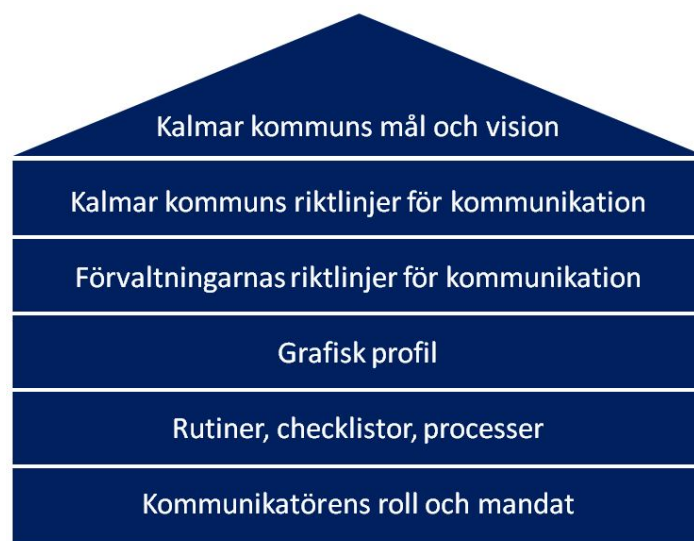 Kalmar kommuns mål och vision
Kalmar kommuns riktlinjer för kommunikation
Förvaltningarnas riktlinjer för kommunikation
Grafisk profil
Rutiner, checklistor, processer
Kommunikatörens roll och mandat